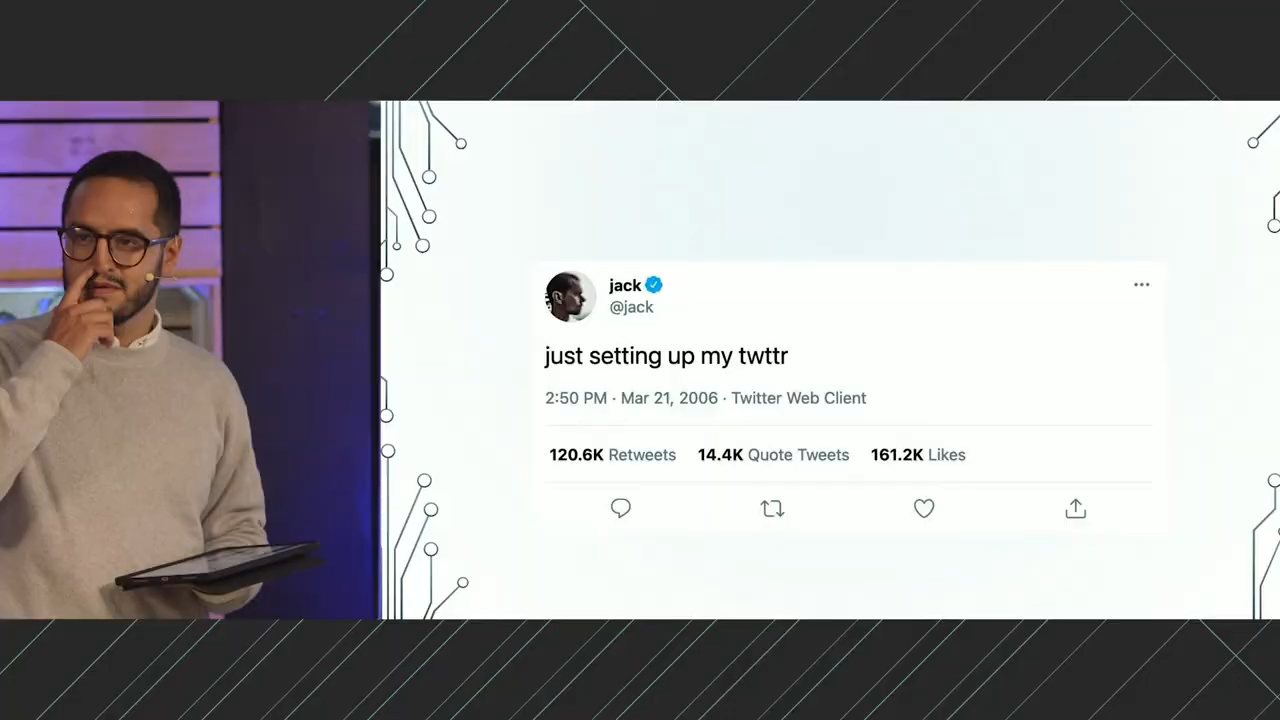 jack
@jack
just setting up my twttr
2:50 PM · Mar 21, 2006 · Twitter Web Client
120.6K Retweets 14.4K Quote Tweets 161.2K Likes